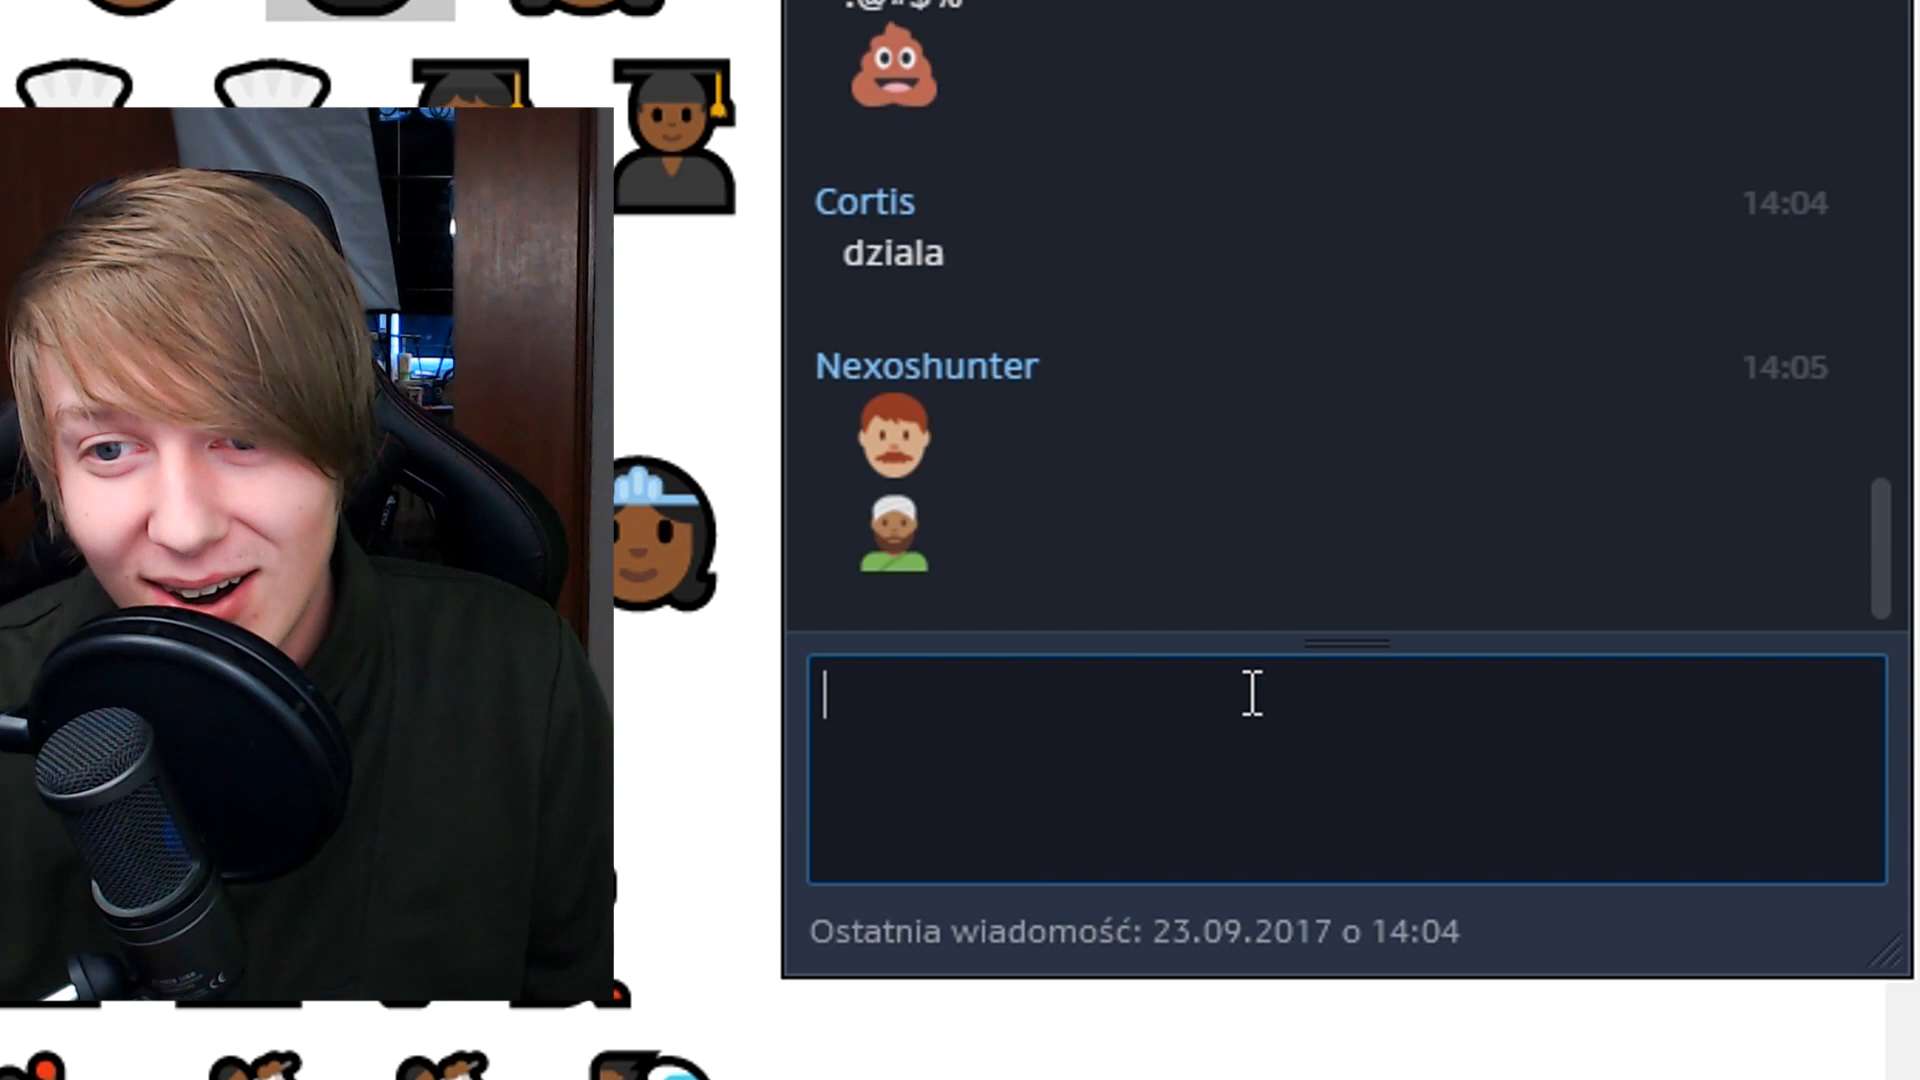 Cortis 14:04
dziala
Nexoshunter 14:05
Ostatnia wiadomość: 23.09.2017 o 14:04